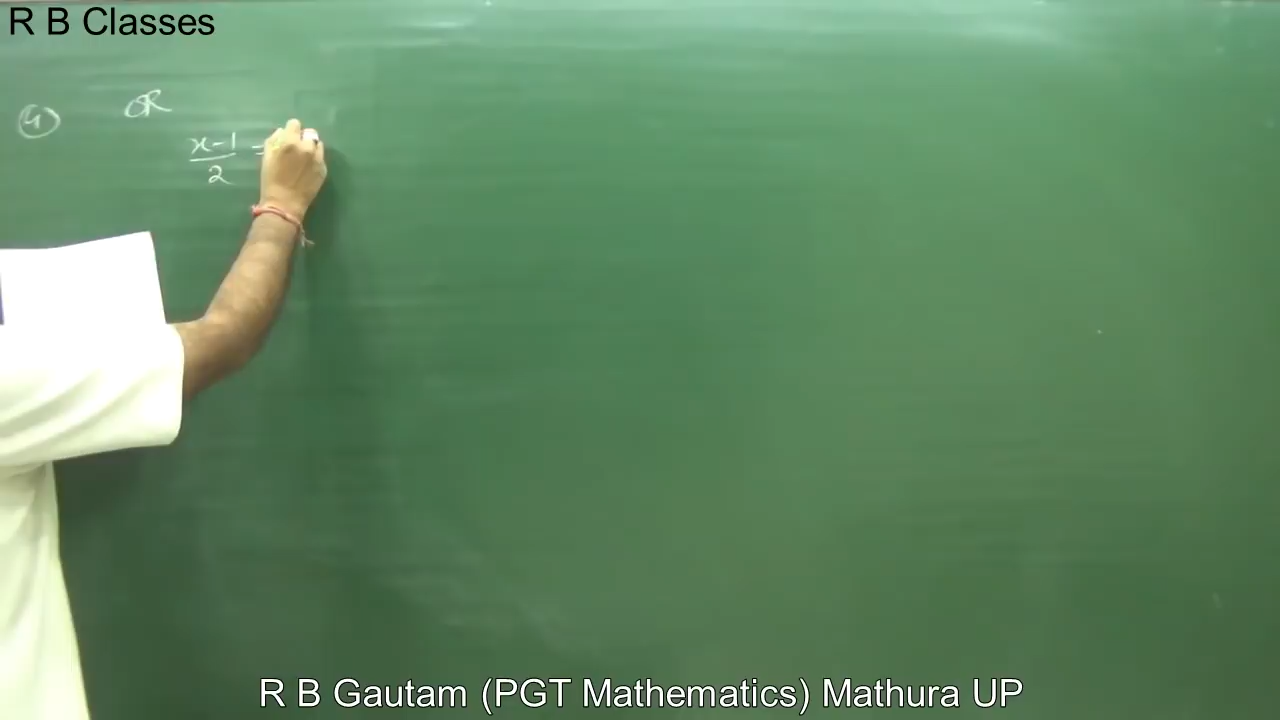 R B Classes
④ OR
x-1
2 =
R B Gautam (PGT Mathematics) Mathura UP